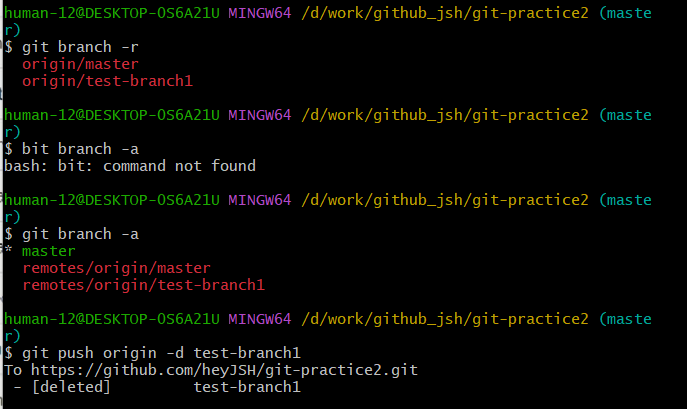 human-12@DESKTOP-OS6A21U MINGW64 /d/work/github_jsh/git-practice2 (maste
r)
$ git branch -r
  origin/master
  origin/test-branch1

human-12@DESKTOP-OS6A21U MINGW64 /d/work/github_jsh/git-practice2 (maste
r)
$ bit branch -a
bash: bit: command not found

human-12@DESKTOP-OS6A21U MINGW64 /d/work/github_jsh/git-practice2 (maste
r)
$ git branch -a
* master
  remotes/origin/master
  remotes/origin/test-branch1

human-12@DESKTOP-OS6A21U MINGW64 /d/work/github_jsh/git-practice2 (maste
r)
$ git push origin -d test-branch1
To https://github.com/heyJSH/git-practice2.git
 - [deleted]         test-branch1